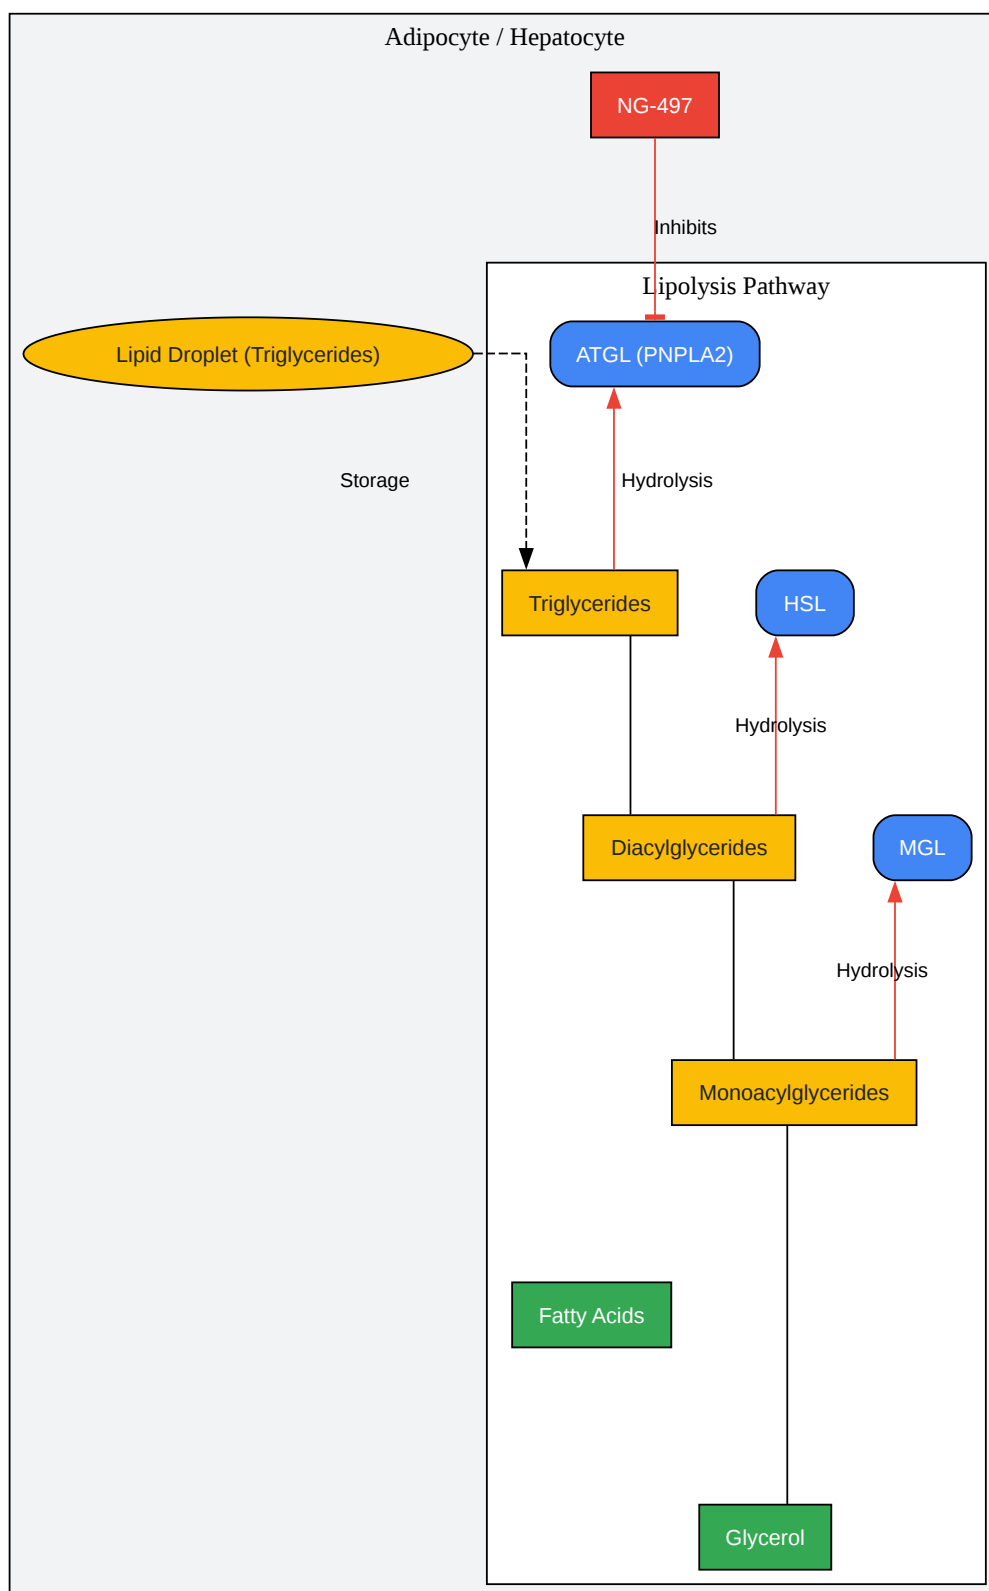 Adipocyte / Hepatocyte
NG-497
Inhibits
Lipolysis Pathway
Lipid Droplet (Triglycerides)
ATGL (PNPLA2)
Storage
Hydrolysis
Triglycerides
HSL
Hydrolysis
Diacylglycerides
MGL
Hydrolysis
Monoacylglycerides
Fatty Acids
Glycerol